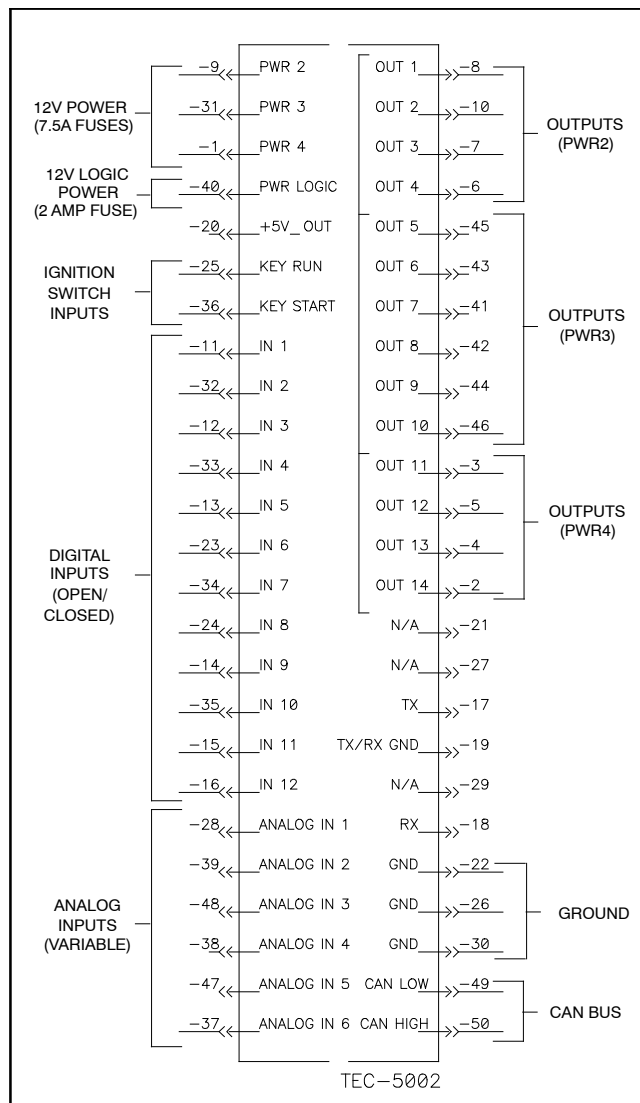 -9 PWR 2 OUT 1 -8
-31 PWR 3 OUT 2 -10
-1 PWR 4 OUT 3 -7
-40 PWR LOGIC OUT 4 -6
-20 +5V_OUT OUT 5 -45
-25 KEY RUN OUT 6 -43
-36 KEY START OUT 7 -41
-11 IN 1 OUT 8 -42
-32 IN 2 OUT 9 -44
-12 IN 3 OUT 10 -46
-33 IN 4 OUT 11 -3
-13 IN 5 OUT 12 -5
-23 IN 6 OUT 13 -4
-34 IN 7 OUT 14 -2
-24 IN 8 N/A -21
-14 IN 9 N/A -27
-35 IN 10 TX -17
-15 IN 11 TX/RX GND -19
-16 IN 12 N/A -29
-28 ANALOG IN 1 RX -18
-39 ANALOG IN 2 GND -22
-48 ANALOG IN 3 GND -26
-38 ANALOG IN 4 GND -30
-47 ANALOG IN 5 CAN LOW -49
-37 ANALOG IN 6 CAN HIGH -50
12V POWER
(7.5A FUSES)
12V LOGIC
POWER
(2 AMP FUSE)
IGNITION
SWITCH
INPUTS
DIGITAL
INPUTS
(OPEN/
CLOSED)
ANALOG
INPUTS
(VARIABLE)
OUTPUTS
(PWR2)
OUTPUTS
(PWR3)
OUTPUTS
(PWR4)
GROUND
CAN BUS
TEC-5002